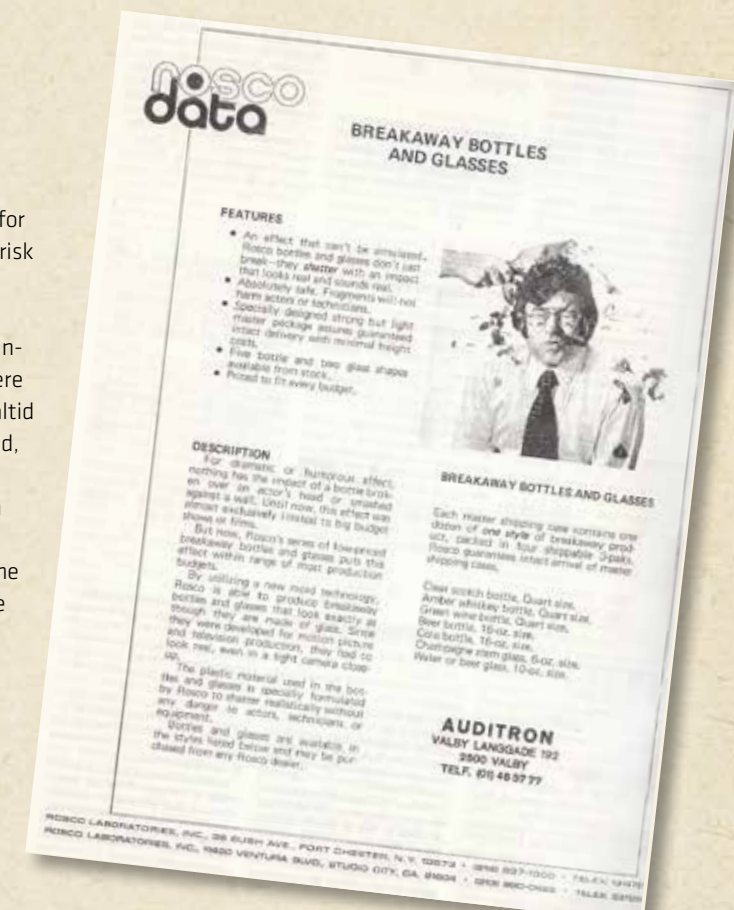 for
risk
in-
ere
altid
d,
ne
e
rosco
data
BREAKAWAY BOTTLES
AND GLASSES
FEATURES
• An effect that can't be simulated.
Rosco bottles and glasses don't just
break—they shatter with an impact
that looks real and sounds real.
• Absolutely safe. Fragments will not
harm actors or technicians.
• Specially designed strong but light
master package assures guaranteed
intact delivery with minimal freight
costs.
• Five bottle and two glass shapes
available from stock.
• Priced to fit every budget.
DESCRIPTION
For dramatic or humorous effect,
nothing has the impact of a bottle brok-
en over an actor's head or smashed
against a wall. Until now, this effect was
almost exclusively limited to big budget
shows or films.
But now, Rosco's series of low-priced
breakaway bottles and glasses puts this
effect within range of most production
budgets.
By utilizing a new mold technology,
Rosco is able to produce breakaway
bottles and glasses that look exactly as
though they are made of glass. Since
they were developed for motion picture
and television production, they had to
look real, even in a tight camera close-
up.
The plastic material used in the bot-
tles and glasses is specially formulated
by Rosco to shatter realistically without
any danger to actors, technicians or
equipment.
Bottles and glasses are available in
the styles listed below and may be pur-
chased from any Rosco dealer.
BREAKAWAY BOTTLES AND GLASSES
Each master shipping case contains one
dozen of one style of breakaway prod-
uct, packed in four shippable 3-paks.
Rosco guarantees intact arrival of master
shipping cases.
Clear scotch bottle, Quart size.
Amber whiskey bottle, Quart size.
Green wine bottle, Quart size.
Beer bottle, 16-oz. size.
Cola bottle, 16-oz. size.
Champagne stem glass, 6-oz. size.
Water or beer glass, 10-oz. size.
AUDITRON
VALBY LANGGADE 192
2500 VALBY
TELF. (01) 46 37 77
ROSCO LABORATORIES, INC., 36 BUSH AVE., PORT CHESTER, N.Y. 10573 • (914) 937-1300 • TELEX
ROSCO LABORATORIES, INC., VENTURA BLVD., STUDIO CITY, CA. 91604 • (213) • TELEX